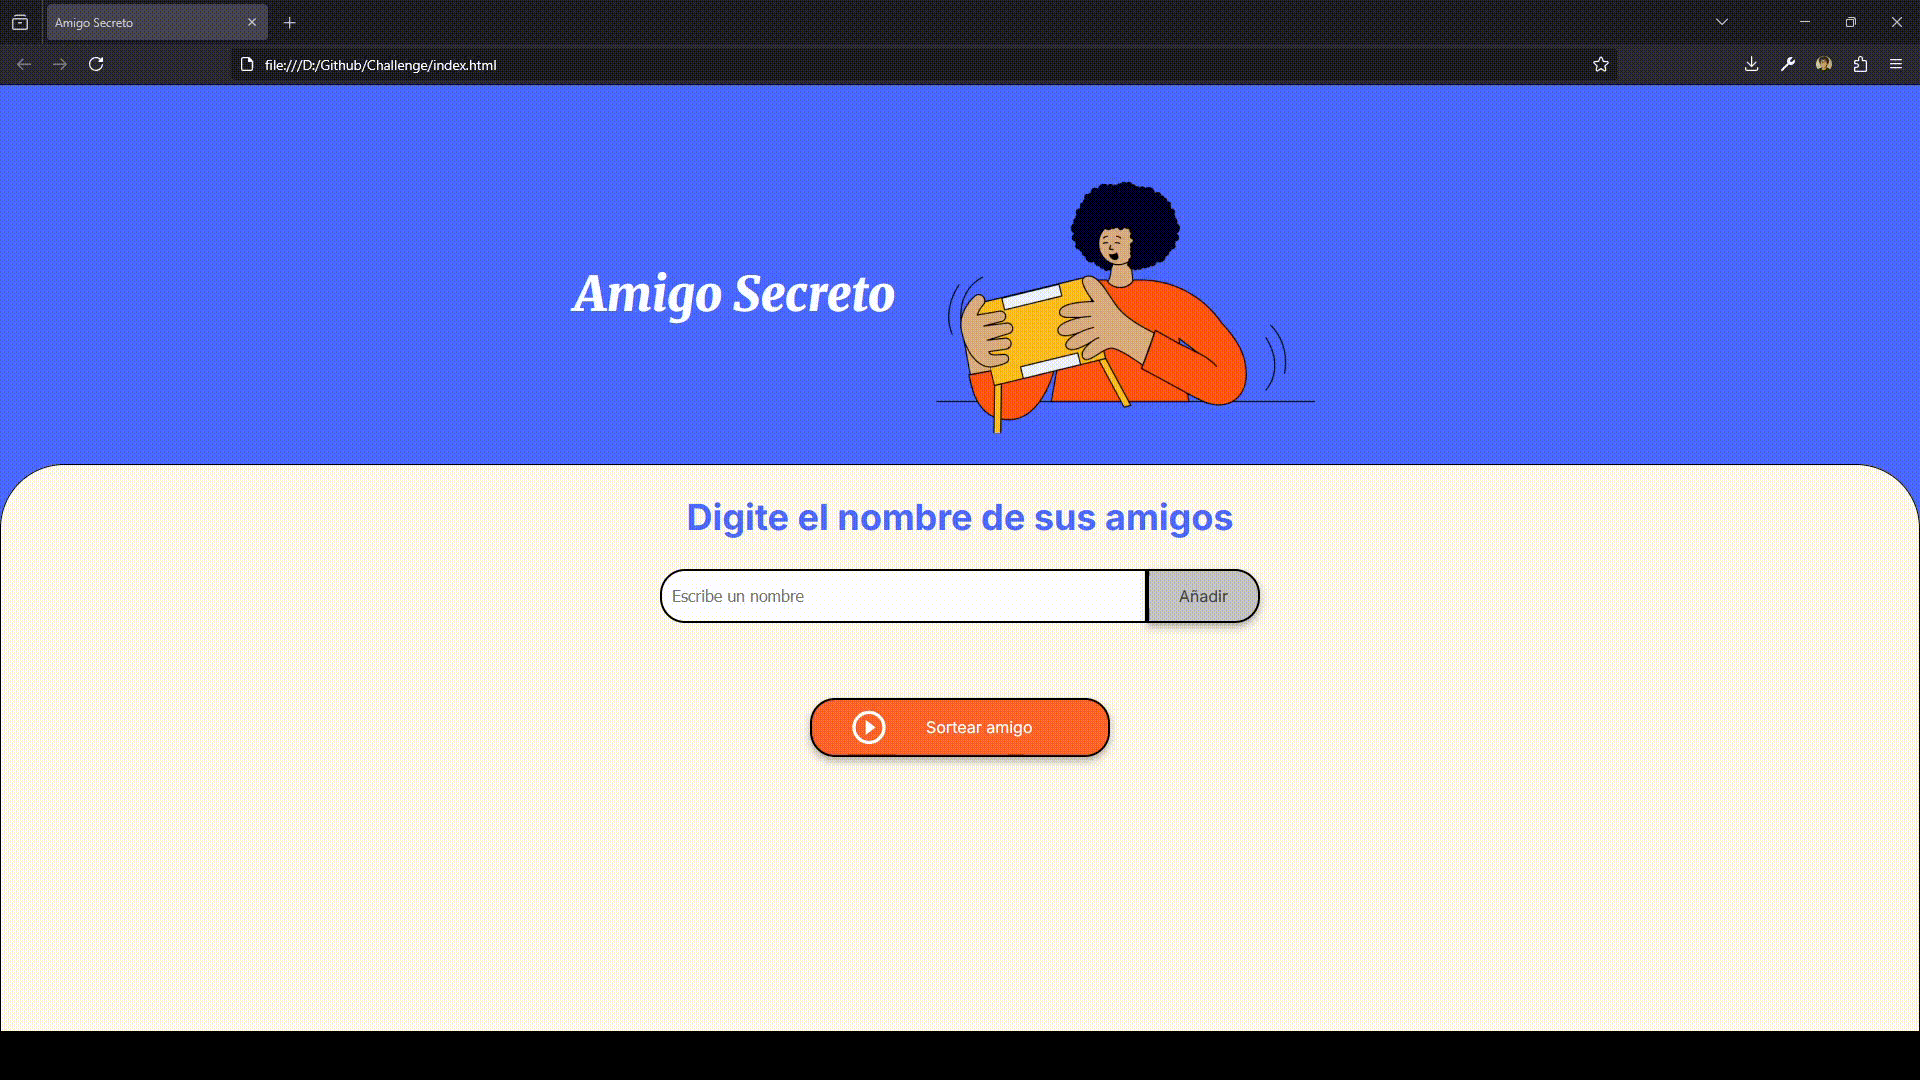 Amigo Secreto
file:///D:/Github/Challenge/index.html
Amigo Secreto
Digite el nombre de sus amigos
Escribe un nombre
Añadir
Sortear amigo